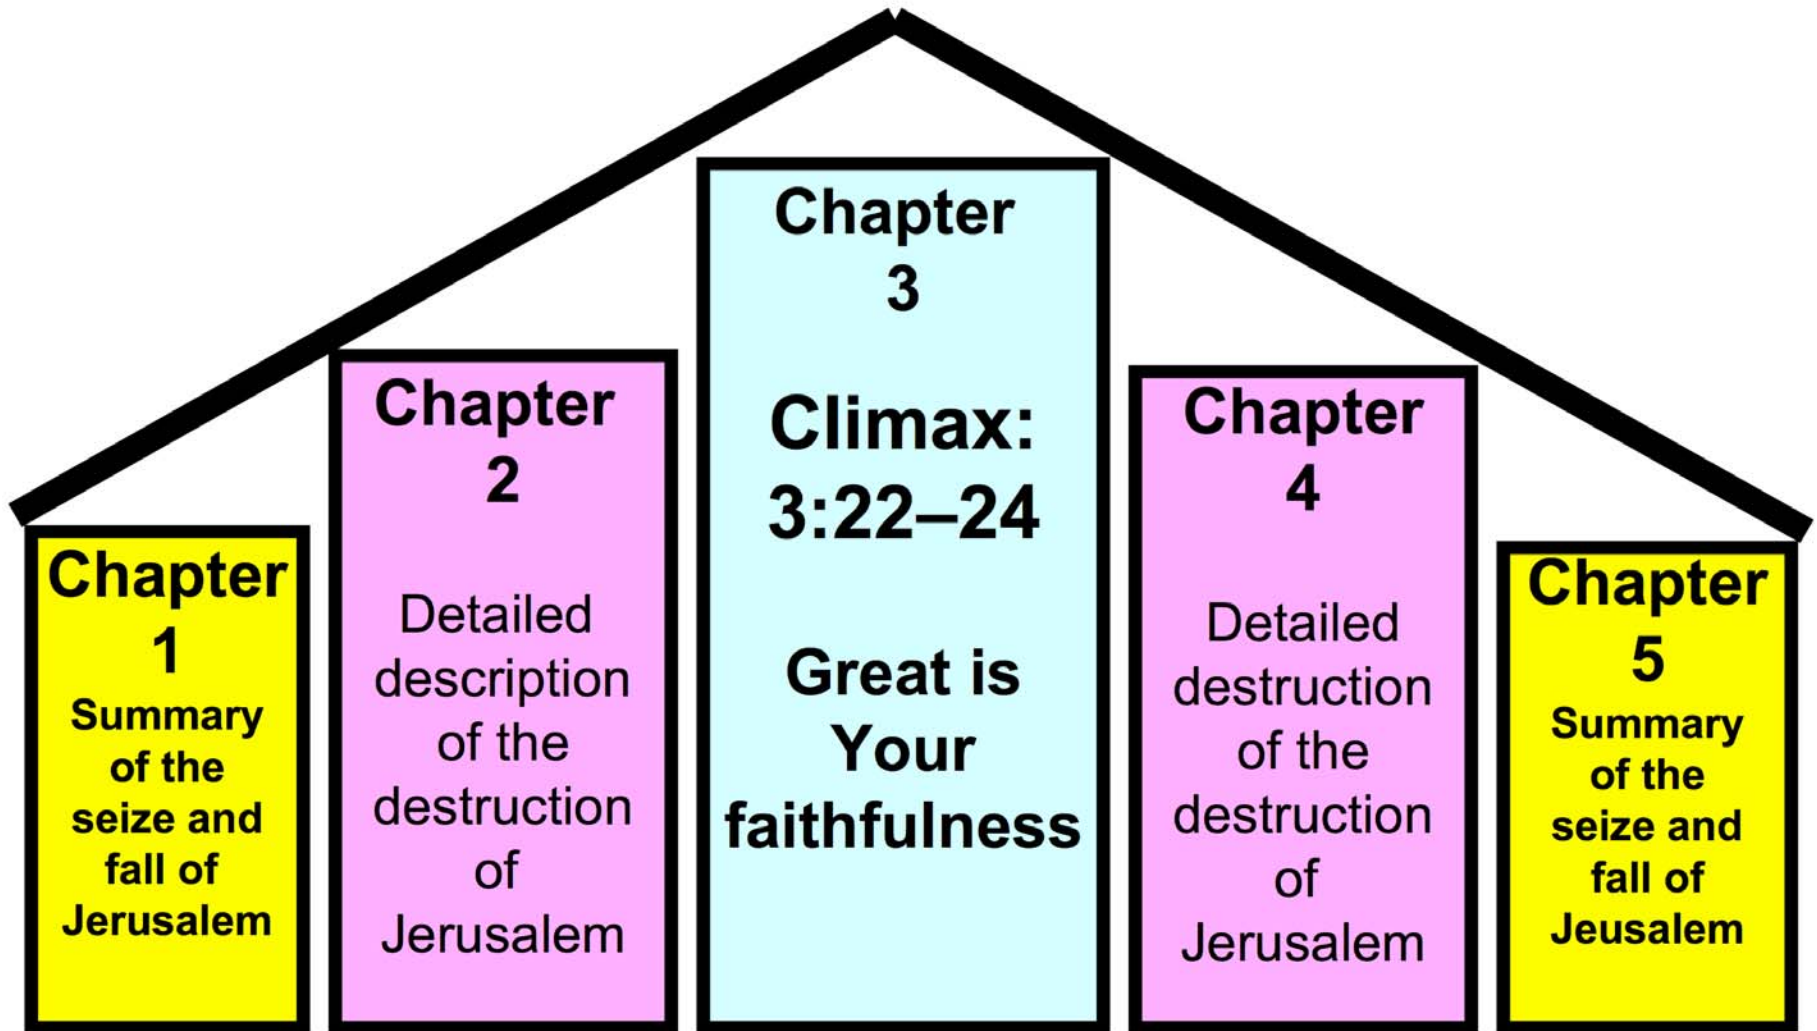 Chapter
1
Summary
of the
seize and
fall of
Jerusalem
Chapter
2
Detailed
description
of the
destruction
of
Jerusalem
Chapter
3
Climax:
3:22–24
Great is
Your
faithfulness
Chapter
4
Detailed
destruction
of the
destruction
of
Jerusalem
Chapter
5
Summary
of the
seize and
fall of
Jeusalem